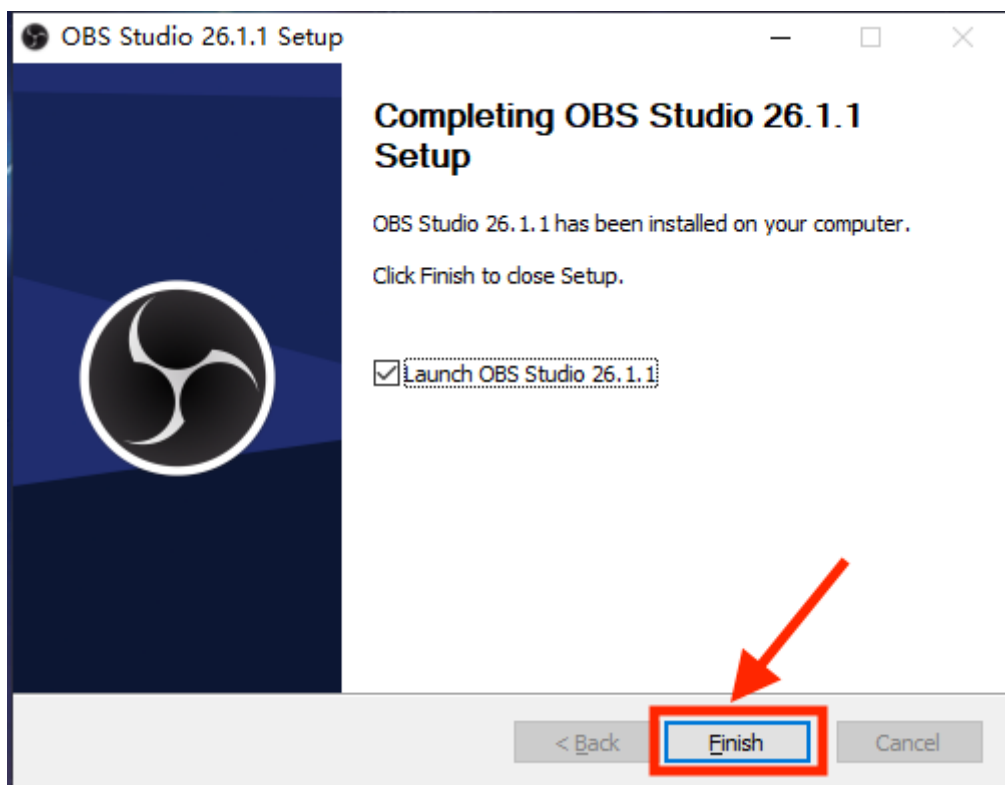 OBS Studio 26.1.1 Setup
Completing OBS Studio 26.1.1
Setup
OBS Studio 26.1.1 has been installed on your computer.
Click Finish to close Setup.
Launch OBS Studio 26.1.1
< Back Finish Cancel